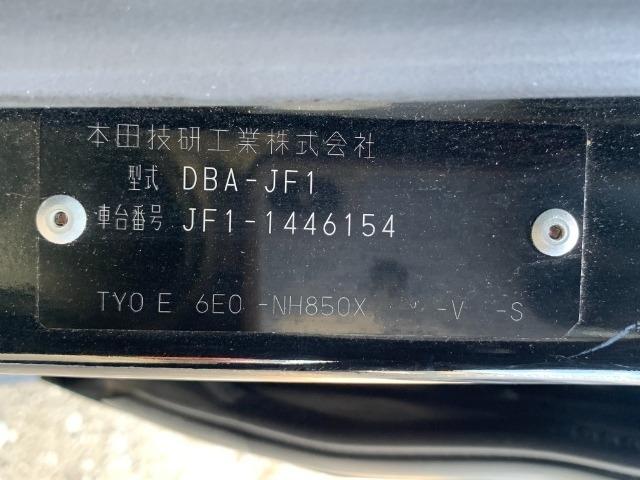 本田技研工業株式会社
型式 DBA-JF1
車台番号 JF1-1446154
TY0 E 6E0 -NH850X -V -S